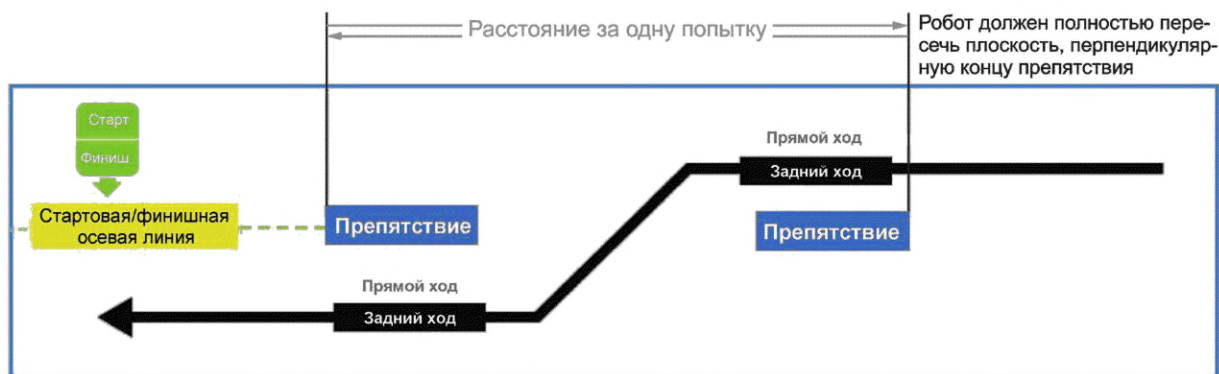 Расстояние за одну попытку
Робот должен полностью пере-
сечь плоскость, перпендикуляр-
ную концу препятствия
Старт
Финиш
Стартовая/финишная
осевая линия
Препятствие
Прямой ход
Задний ход
Препятствие
Прямой ход
Задний ход